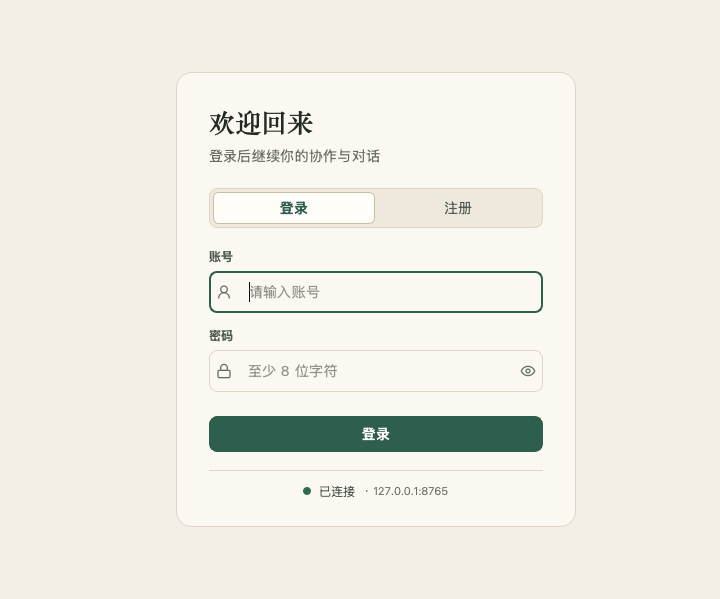 欢迎回来
登录后继续你的协作与对话
登录 注册
账号
请输入账号
密码
至少 8 位字符
登录
已连接 · 127.0.0.1:8765